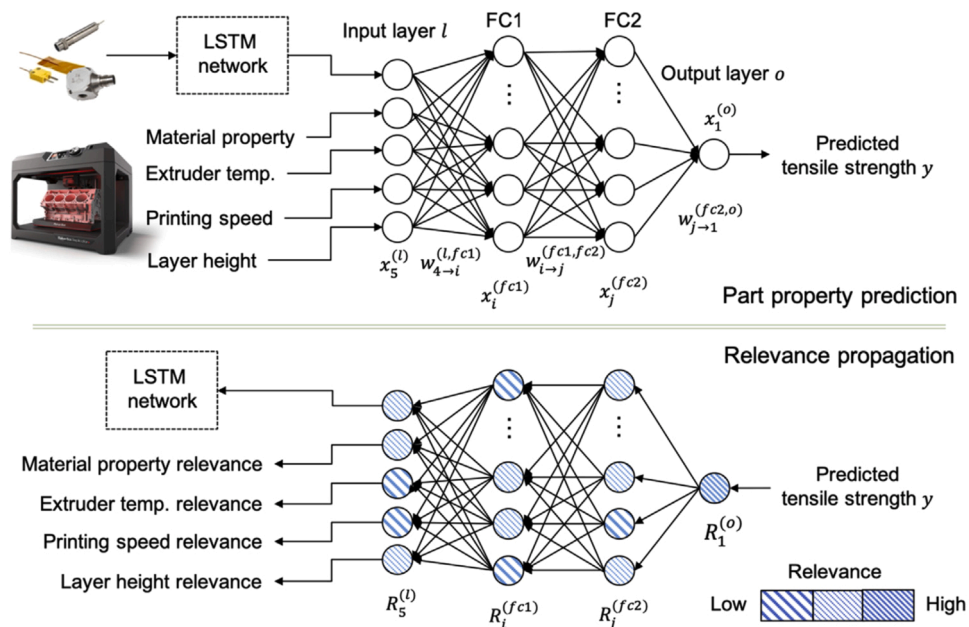 LSTM
network
Input layer l
FC1
FC2
Output layer o
Material property
Extruder temp.
Printing speed
Layer height
x_5^{(l)}
w_{4→i}^{(l,fc1)}
x_i^{(fc1)}
w_{i→j}^{(fc1,fc2)}
x_j^{(fc2)}
w_{j→1}^{(fc2,o)}
x_1^{(o)}
Predicted
tensile strength y
Part property prediction
Relevance propagation
LSTM
network
Material property relevance
Extruder temp. relevance
Printing speed relevance
Layer height relevance
R_5^{(l)}
R_i^{(fc1)}
R_j^{(fc2)}
R_1^{(o)}
Predicted
tensile strength y
Relevance
Low
High